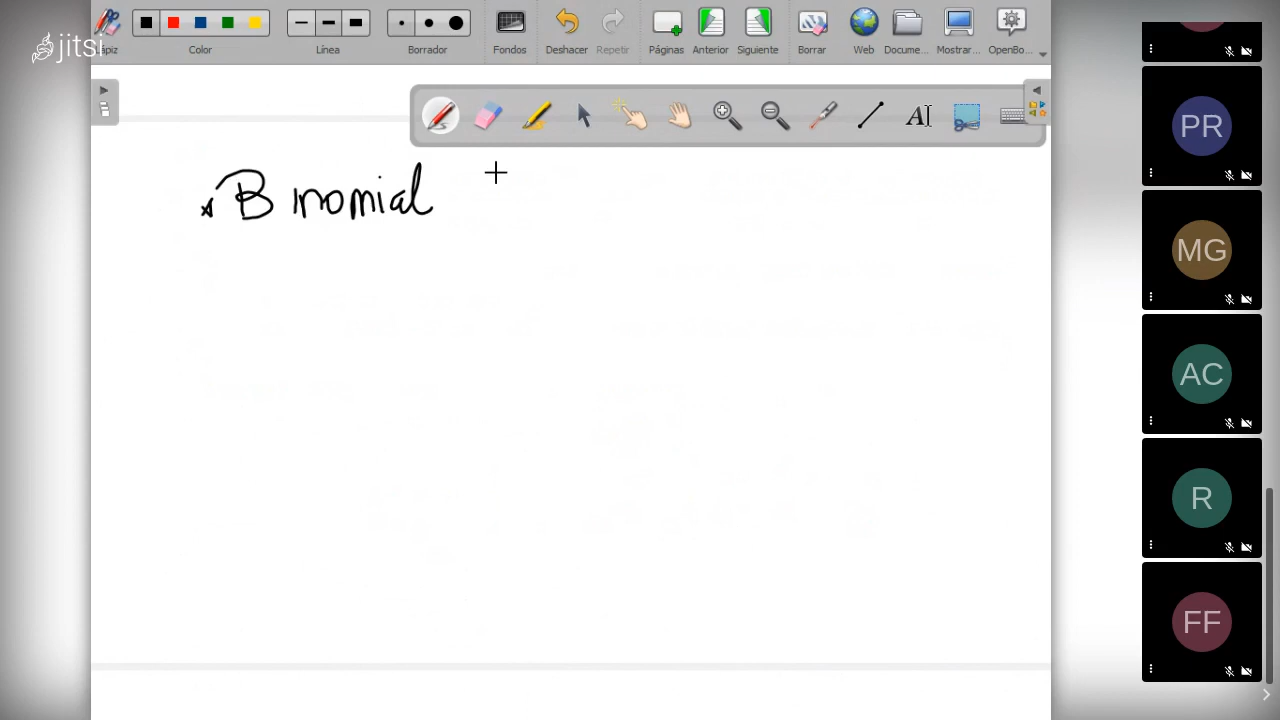 jitsi
Lápiz Color Línea Borrador Fondos Deshacer Repetir Páginas Anterior Siguiente Borrar Web Docume... Mostrar... OpenBo...
Binomial
PR
MG
AC
R
FF